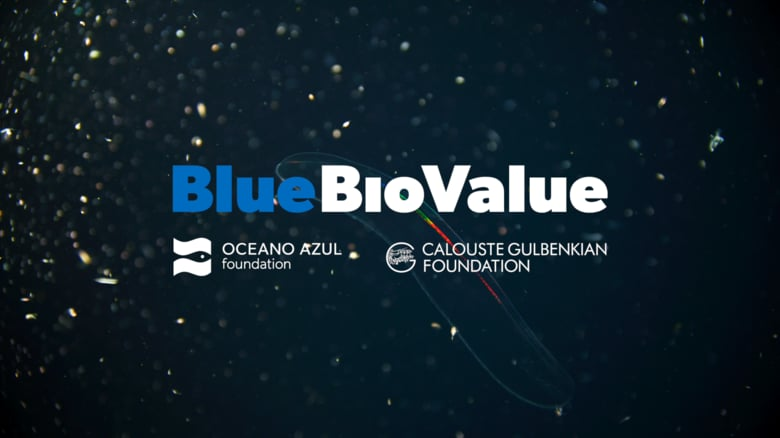 BlueBioValue
OCEANO AZUL
foundation
CALOUSTE GULBENKIAN
FOUNDATION